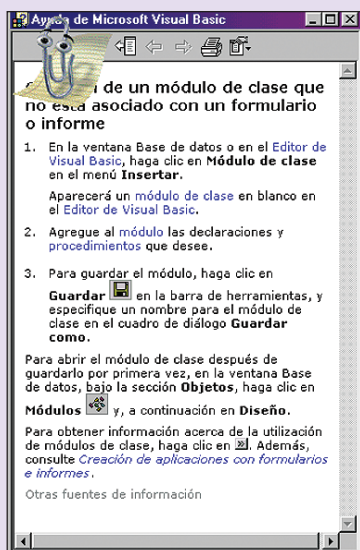 Ayuda de Microsoft Visual Basic
de un módulo de clase que
no está asociado con un formulario
o informe
1. En la ventana Base de datos o en el Editor de
Visual Basic, haga clic en Módulo de clase
en el menú Insertar.
Aparecerá un módulo de clase en blanco en
el Editor de Visual Basic.
2. Agregue al módulo las declaraciones y
procedimientos que desee.
3. Para guardar el módulo, haga clic en
Guardar en la barra de herramientas, y
especifique un nombre para el módulo de
clase en el cuadro de diálogo Guardar
como.
Para abrir el módulo de clase después de
guardarlo por primera vez, en la ventana Base
de datos, bajo la sección Objetos, haga clic en
Módulos y, a continuación en Diseño.
Para obtener información acerca de la utilización
de módulos de clase, haga clic en ». Además,
consulte Creación de aplicaciones con formularios
e informes.
Otras fuentes de información